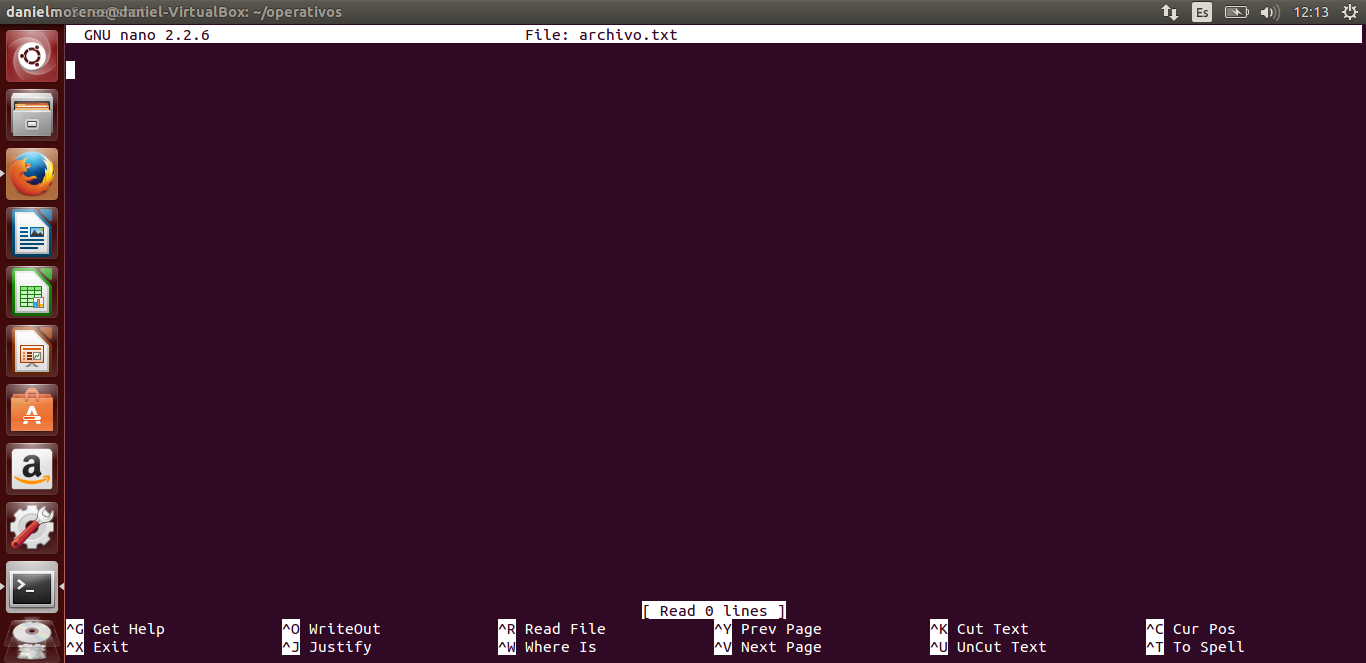 danielmoreno@daniel-VirtualBox: ~/operativos
Es
12:13
GNU nano 2.2.6 File: archivo.txt
[ Read 0 lines ]
^G Get Help ^O WriteOut ^R Read File ^Y Prev Page ^K Cut Text ^C Cur Pos
^X Exit ^J Justify ^W Where Is ^V Next Page ^U UnCut Text ^T To Spell